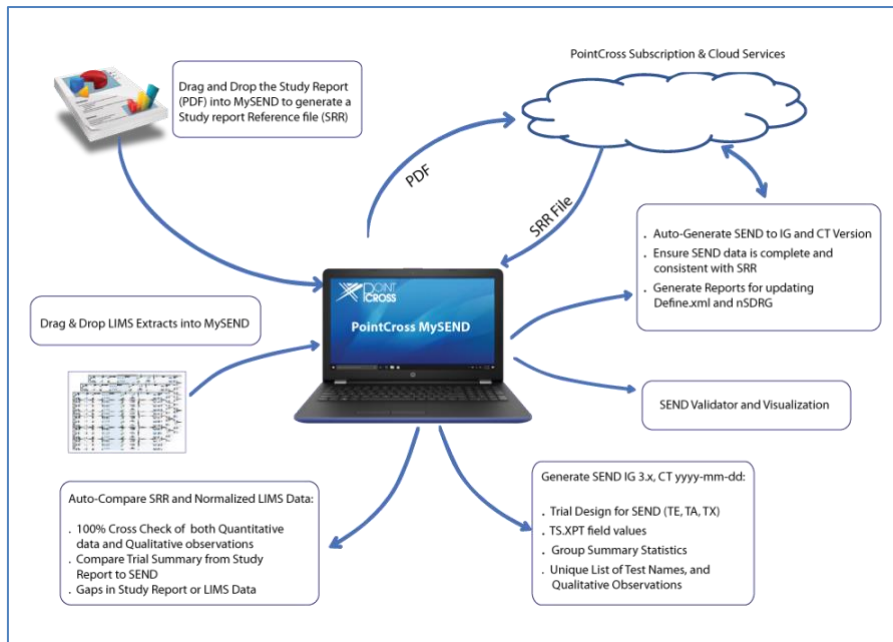 PointCross Subscription & Cloud Services
Drag and Drop the Study Report
(PDF) into MySEND to generate a
Study report Reference file (SRR)
PDF
SRR File
. Auto-Generate SEND to IG and CT Version
. Ensure SEND data is complete and
consistent with SRR
. Generate Reports for updating
Define.xml and nSDRG
POINT
CROSS
PointCross MySEND
Drag & Drop LIMS Extracts into MySEND
SEND Validator and Visualization
Auto-Compare SRR and Normalized LIMS Data:
. 100% Cross Check of both Quantitative
data and Qualitative observations
. Compare Trial Summary from Study
Report to SEND
. Gaps in Study Report or LIMS Data
Generate SEND IG 3.x, CT yyyy-mm-dd:
. Trial Design for SEND (TE, TA, TX)
. TS.XPT field values
. Group Summary Statistics
. Unique List of Test Names, and
Qualitative Observations